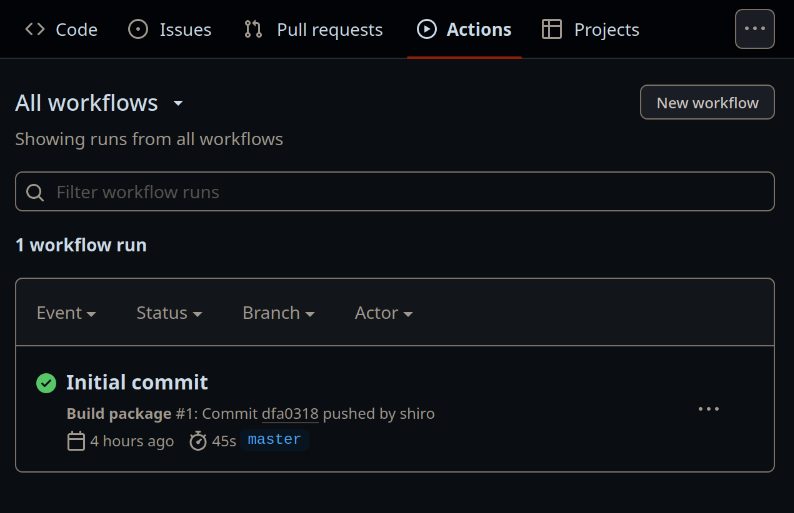 Code Issues Pull requests Actions Projects
All workflows New workflow
Showing runs from all workflows
Filter workflow runs
1 workflow run
Event Status Branch Actor
Initial commit
Build package #1: Commit dfa0318 pushed by shiro
4 hours ago 45s master